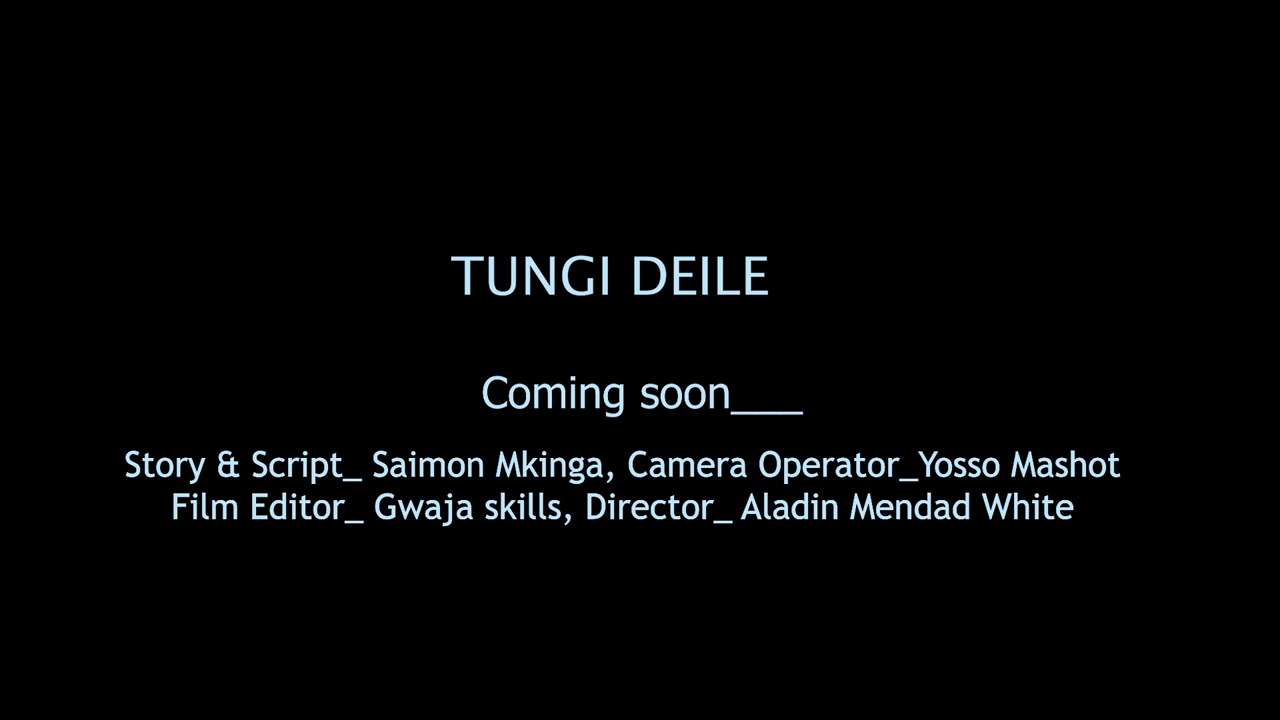 TUNGI DEILE
Coming soon___
Story & Script_ Saimon Mkinga, Camera Operator_Yosso Mashot
Film Editor_ Gwaja skills, Director_ Aladin Mendad White